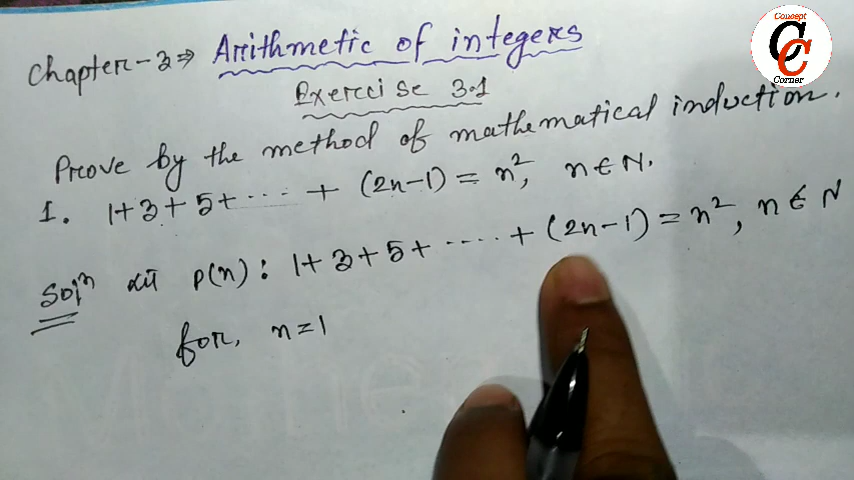 Concept
CC
Corner
Chapter-3⇒ Arithmetic of integers
Exercise 3.1
Prove by the method of mathematical induction.
1. 1+3+5+ ... + (2n-1) = n², n∈N.
Solⁿ P(n): 1+3+5+ ..... + (2n-1) = n², n∈N
for, n=1